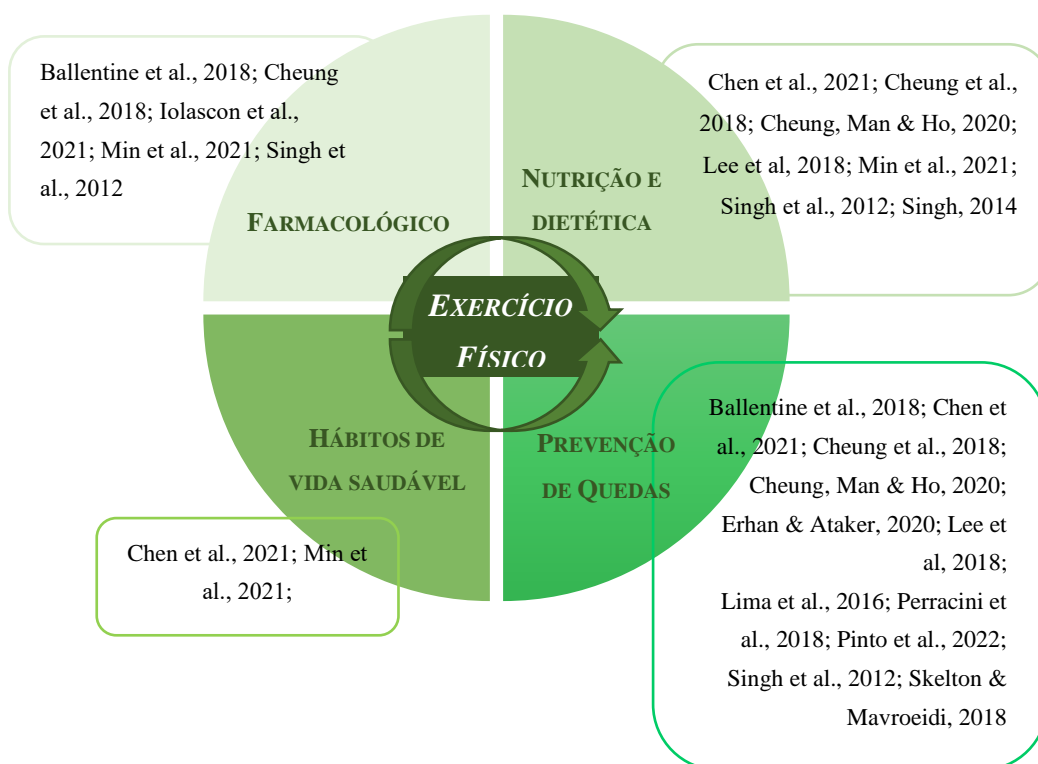 Ballentine et al., 2018; Cheung
et al., 2018; Iolascon et al.,
2021; Min et al., 2021; Singh et
al., 2012
FARMACOLÓGICO
Chen et al., 2021; Cheung et al.,
2018; Cheung, Man & Ho, 2020;
Lee et al, 2018; Min et al., 2021;
Singh et al., 2012; Singh, 2014
NUTRIÇÃO E
DIETÉTICA
EXERCÍCIO
FÍSICO
HÁBITOS DE
VIDA SAUDÁVEL
Chen et al., 2021; Min et
al., 2021;
PREVENÇÃO
DE QUEDAS
Ballentine et al., 2018; Chen et
al., 2021; Cheung et al., 2018;
Cheung, Man & Ho, 2020;
Erhan & Ataker, 2020; Lee et
al, 2018;
Lima et al., 2016; Perracini et
al., 2018; Pinto et al., 2022;
Singh et al., 2012; Skelton &
Mavroeidi, 2018